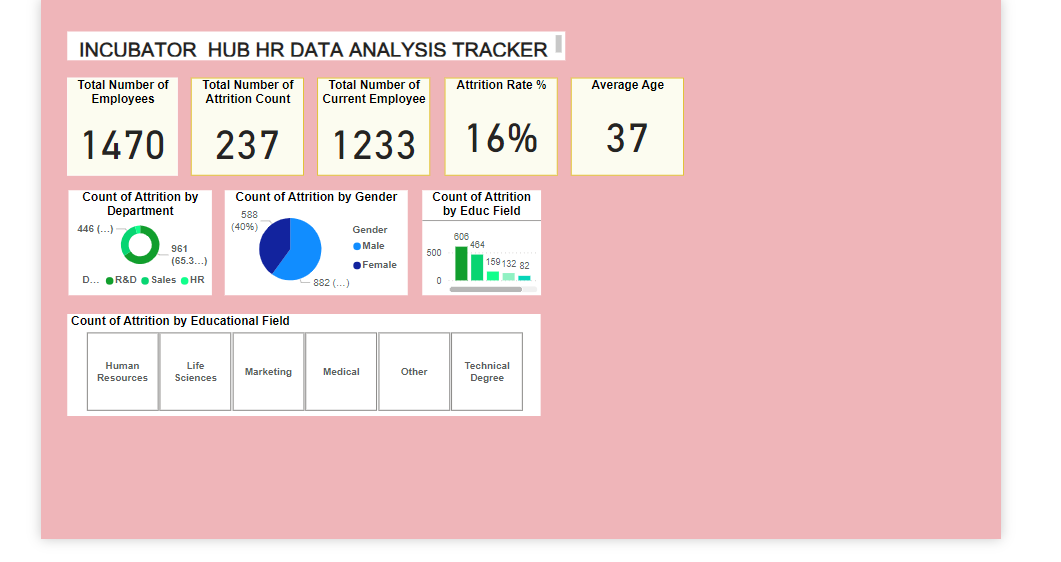 INCUBATOR HUB HR DATA ANALYSIS TRACKER
Total Number of
Employees
1470
Total Number of
Attrition Count
237
Total Number of
Current Employee
1233
Attrition Rate %
16%
Average Age
37
Count of Attrition by
Department
446 (...)
961
(65.3...)
D... R&D Sales HR
Count of Attrition by Gender
588
(40%)
882 (...)
Gender
Male
Female
Count of Attrition
by Educ Field
500
0
606
464
159
132
82
Count of Attrition by Educational Field
Human
Resources
Life
Sciences
Marketing
Medical
Other
Technical
Degree